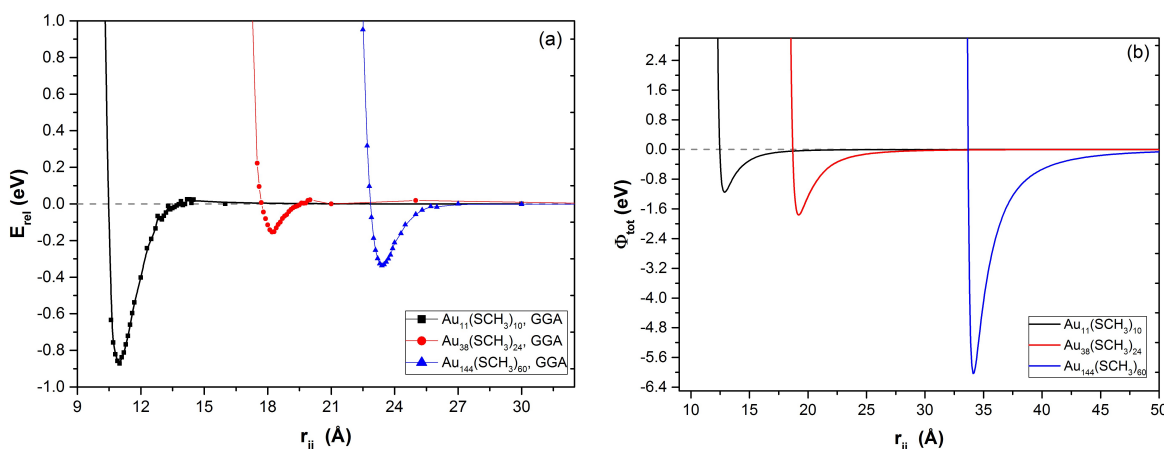 (a)
1.0
0.8
0.6
0.4
0.2
0.0
-0.2
-0.4
-0.6
-0.8
-1.0
E_rel (eV)
Au₁₁(SCH₃)₁₀, GGA
Au₃₈(SCH₃)₂₄, GGA
Au₁₄₄(SCH₃)₆₀, GGA
9 12 15 18 21 24 27 30
r_ij (Å)
(b)
2.4
1.6
0.8
0.0
-0.8
-1.6
-2.4
-3.2
-4.0
-4.8
-5.6
-6.4
Φ_tot (eV)
Au₁₁(SCH₃)₁₀
Au₃₈(SCH₃)₂₄
Au₁₄₄(SCH₃)₆₀
10 15 20 25 30 35 40 45 50
r_ij (Å)